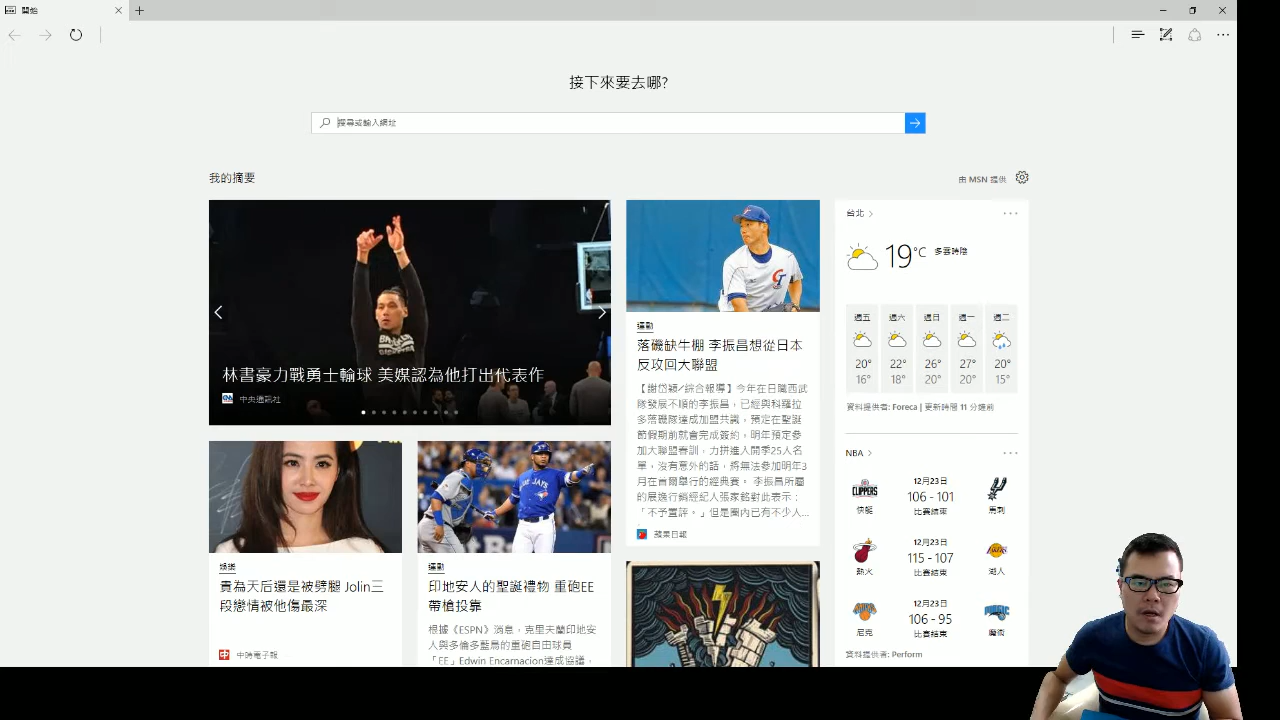 開始
接下來要去哪?
搜尋或輸入網址
我的摘要
由 MSN 提供
林書豪力戰勇士輸球 美媒認為他打出代表作
中央通訊社
娛樂
貴為天后還是被劈腿 Jolin三
段戀情被他傷最深
中時電子報
運動
印地安人的聖誕禮物 重砲EE
帶槍投靠
根據《ESPN》消息，克里夫蘭印地安
人與多倫多藍鳥的重砲自由球員
「EE」Edwin Encarnacion達成協議，
運動
落磯缺牛棚 李振昌想從日本
反攻回大聯盟
【謝岱穎╱綜合報導】今年在日職西武
隊發展不順的李振昌，已經與科羅拉
多落磯隊達成加盟共識，預定在聖誕
節假期前就會完成簽約，明年預定參
加大聯盟春訓，力拼進入開季25人名
單，沒有意外的話，將無法參加明年3
月在首爾舉行的經典賽。 李振昌所屬
的展逸行銷經紀人張家銘對此表示：
「不予置評。」但是圈內已有不少人...
蘋果日報
台北
19°C 多雲時陰
週五 週六 週日 週一 週二
20° 22° 26° 27° 20°
16° 18° 20° 20° 15°
資料提供者: Foreca | 更新時間 11 分鐘前
NBA
12月23日
CLIPPERS 106 - 101
快艇 比賽結束 馬刺
12月23日
115 - 107
熱火 比賽結束 湖人
12月23日
106 - 95
尼克 比賽結束 魔術
資料提供者: Perform